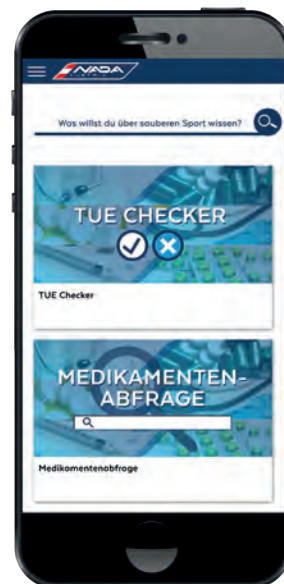 NADA
Was willst du über sauberen Sport wissen?
TUE CHECKER
TUE Checker
MEDIKAMENTEN-
ABFRAGE
Medikamentenabfrage